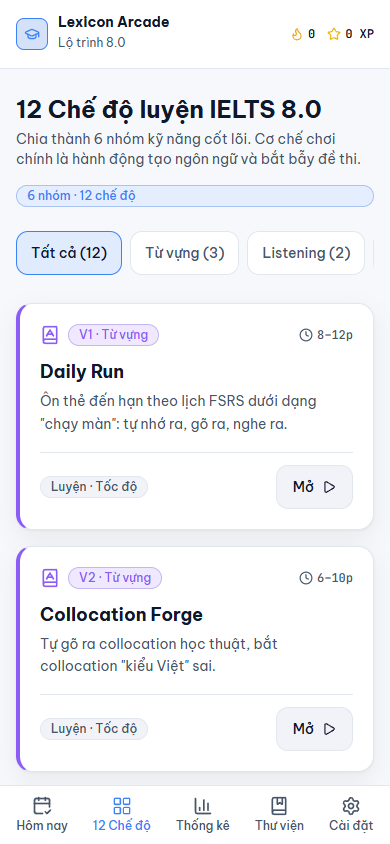 Lexicon Arcade
Lộ trình 8.0
0
0 XP
12 Chế độ luyện IELTS 8.0
Chia thành 6 nhóm kỹ năng cốt lõi. Cơ chế chơi
chính là hành động tạo ngôn ngữ và bắt bẫy đề thi.
6 nhóm · 12 chế độ
Tất cả (12)
Từ vựng (3)
Listening (2)
V1 · Từ vựng
8–12p
Daily Run
Ôn thẻ đến hạn theo lịch FSRS dưới dạng
"chạy màn": tự nhớ ra, gõ ra, nghe ra.
Luyện · Tốc độ
Mở
V2 · Từ vựng
6–10p
Collocation Forge
Tự gõ ra collocation học thuật, bắt
collocation "kiểu Việt" sai.
Luyện · Tốc độ
Mở
Hôm nay
12 Chế độ
Thống kê
Thư viện
Cài đặt